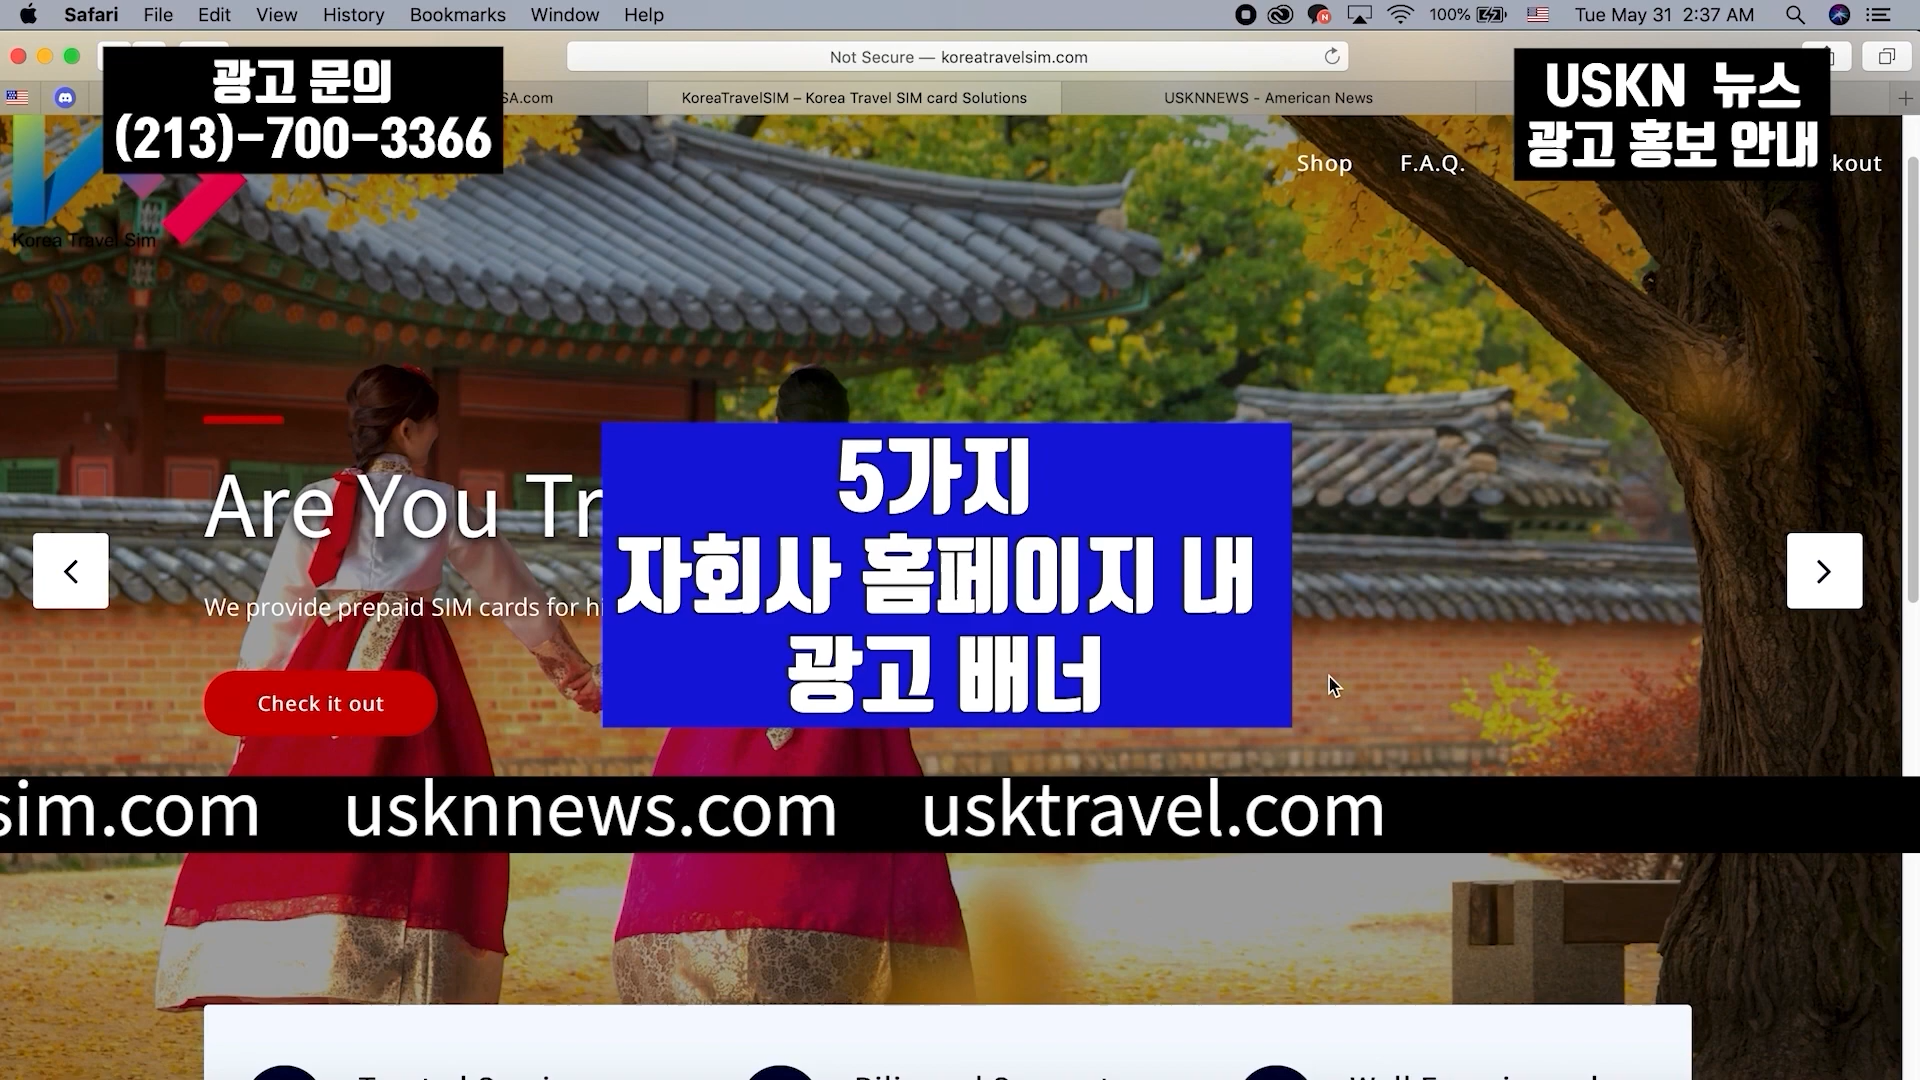 Safari File Edit View History Bookmarks Window Help 100% Tue May 31 2:37 AM
Not Secure — koreatravelsim.com
SA.com KoreaTravelSIM – Korea Travel SIM card Solutions USKNNEWS - American News
광고 문의
(213)-700-3366
USKN 뉴스
광고 홍보 안내
Korea Travel Sim
Shop F.A.Q. kout
Are You Tr
We provide prepaid SIM cards for hi
Check it out
5가지
자회사 홈페이지 내
광고 배너
sim.com usknnews.com usktravel.com